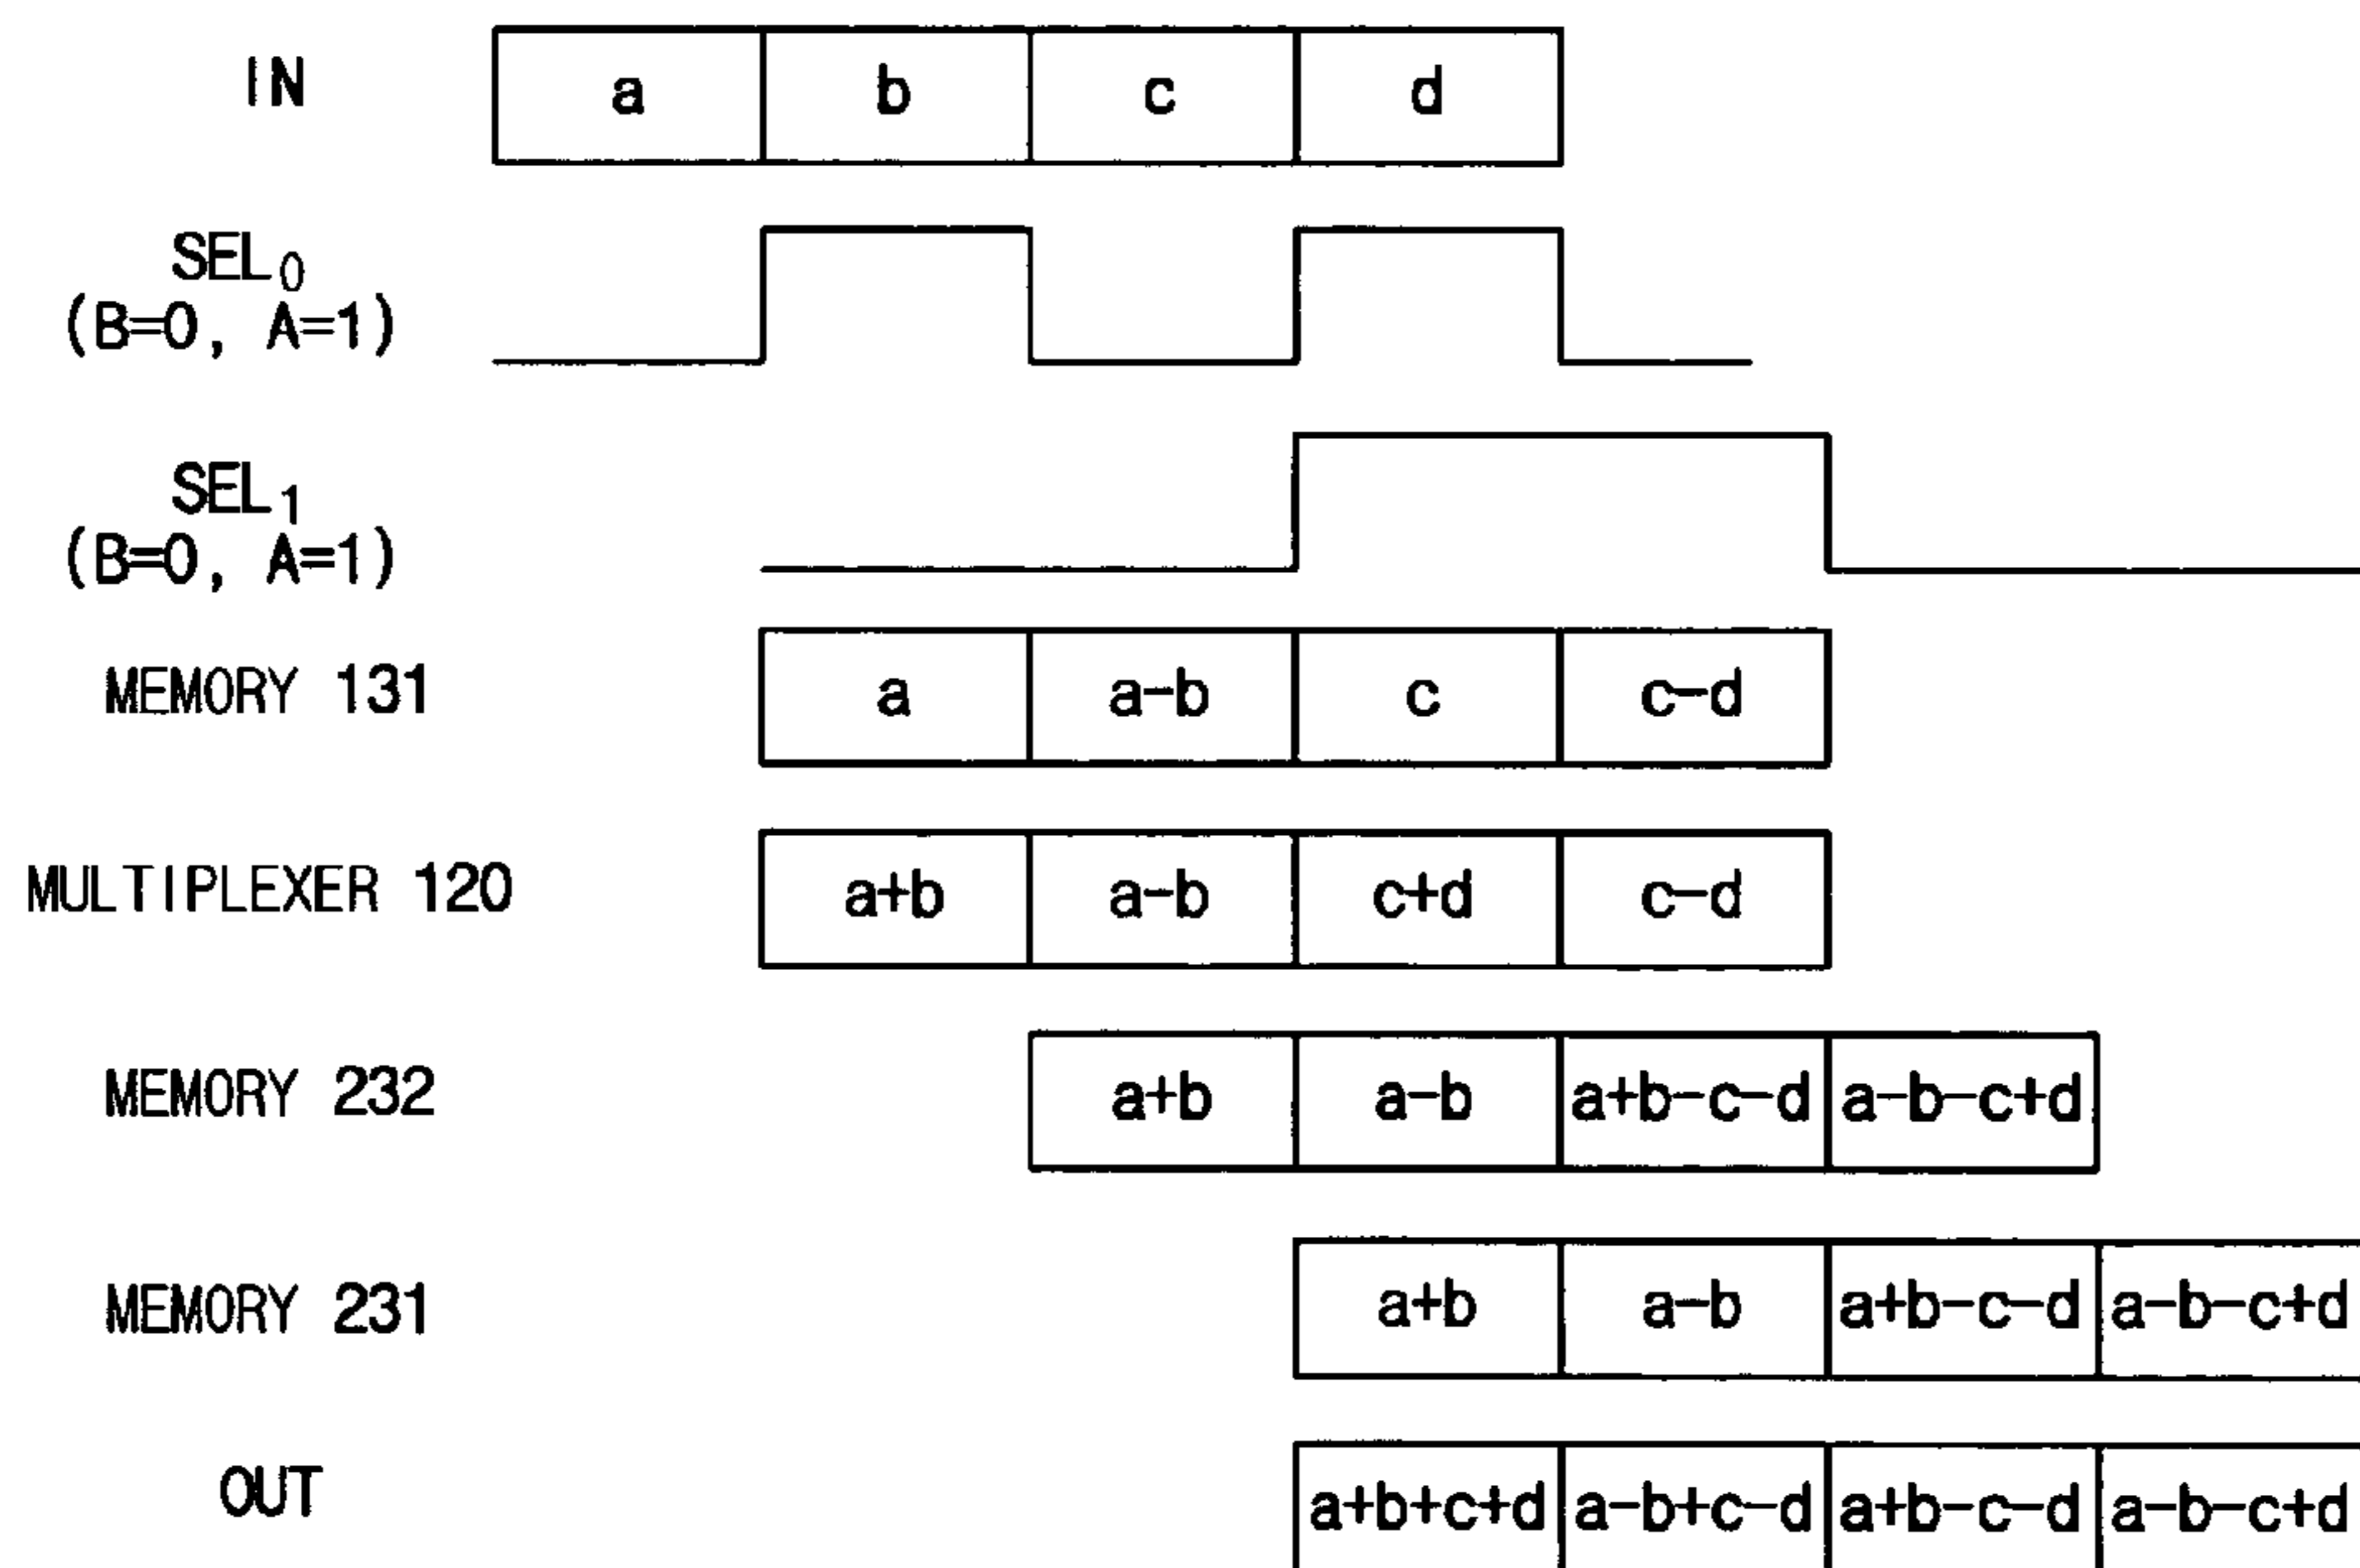 IN a b c d
SEL0
(B=0, A=1)
SEL1
(B=0, A=1)
MEMORY 131 a a-b c c-d
MULTIPLEXER 120 a+b a-b c+d c-d
MEMORY 232 a+b a-b a+b-c-d a-b-c+d
MEMORY 231 a+b a-b a+b-c-d a-b-c+d
OUT a+b+c+d a-b+c-d a+b-c-d a-b-c+d